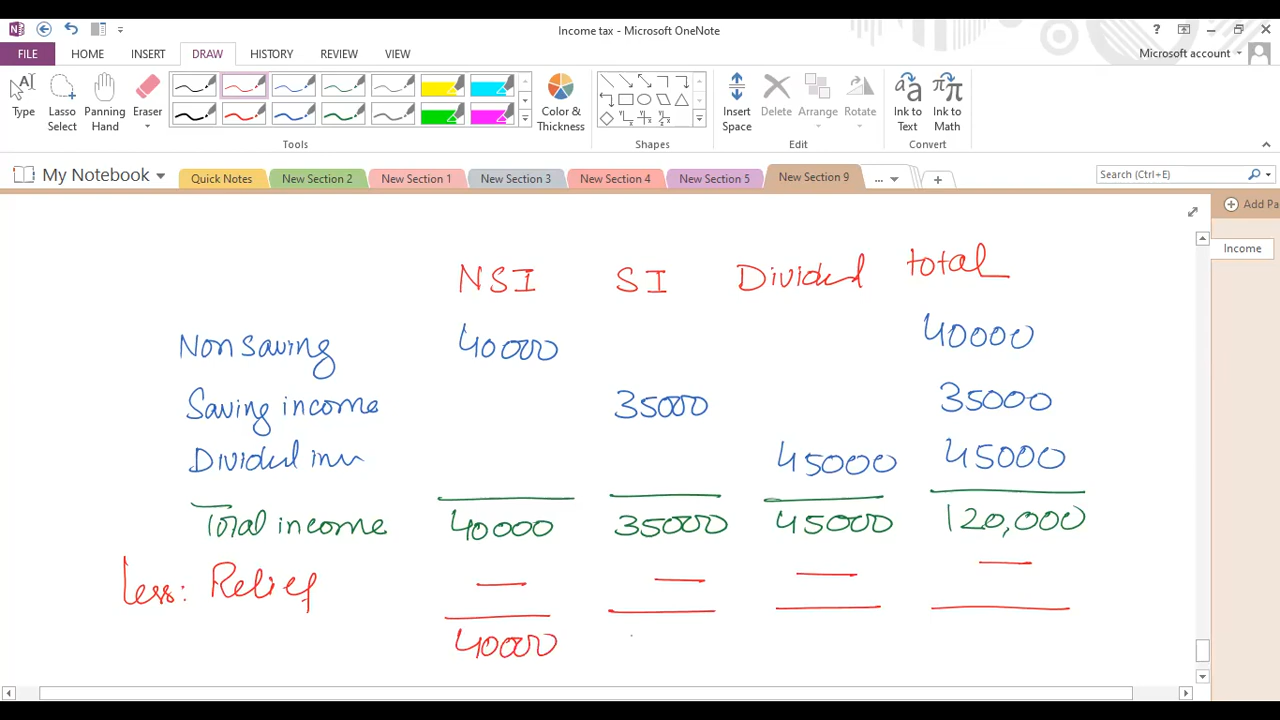 Income tax - Microsoft OneNote
FILE HOME INSERT DRAW HISTORY REVIEW VIEW
Microsoft account
Type
Lasso Select
Panning Hand
Eraser
Color & Thickness
Insert Space
Delete
Arrange
Rotate
Ink to Text
Ink to Math
Tools Shapes Edit Convert
My Notebook Quick Notes New Section 2 New Section 1 New Section 3 New Section 4 New Section 5 New Section 9 ...
Search (Ctrl+E)
Add Pa
Income
NSI SI Divided total
Non Saving 40000 40000
Saving income 35000 35000
Divided 45000 45000
Total income 40000 35000 45000 120,000
less: Relief — — — —
40000